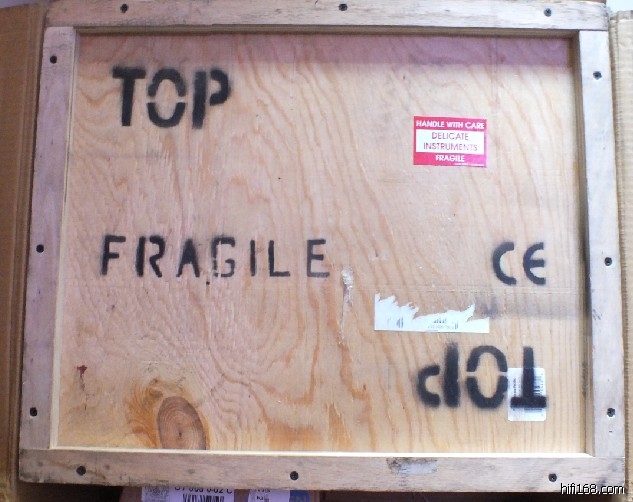 TOP
HANDLE WITH CARE
DELICATE
INSTRUMENTS
FRAGILE
FRAGILE
CE
TOP
hifi168.com